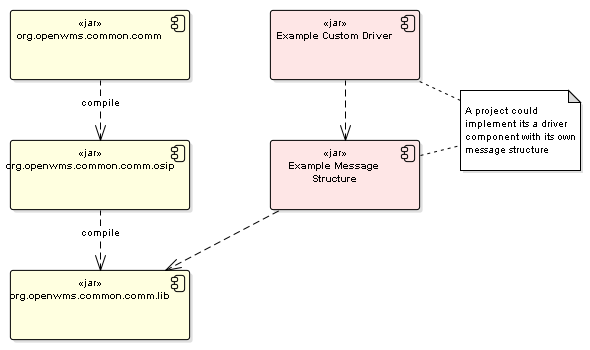 «jar»
org.openwms.common.comm
«jar»
Example Custom Driver
compile
A project could
implement its a driver
component with its own
message structure
«jar»
org.openwms.common.comm.osip
«jar»
Example Message
Structure
compile
«jar»
org.openwms.common.comm.lib